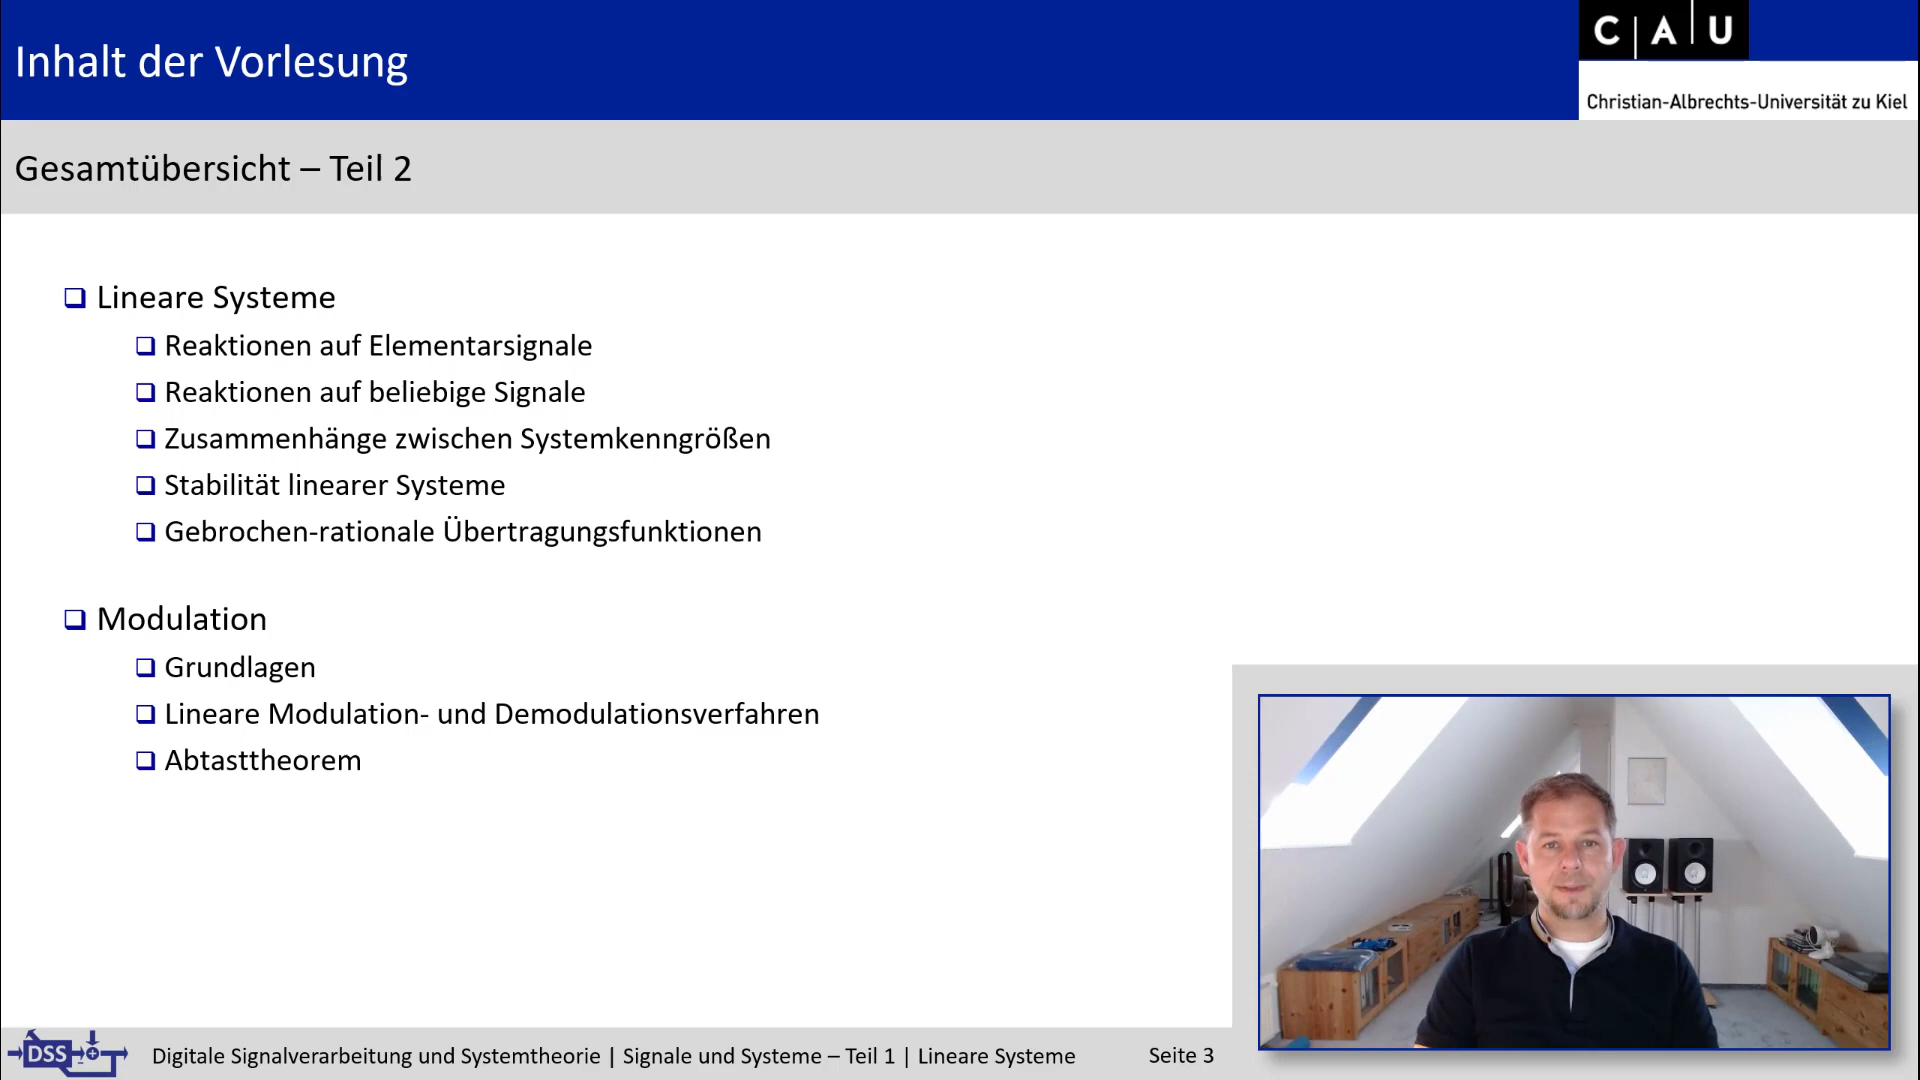 Inhalt der Vorlesung
C A U
Christian-Albrechts-Universität zu Kiel
Gesamtübersicht – Teil 2
Lineare Systeme
Reaktionen auf Elementarsignale
Reaktionen auf beliebige Signale
Zusammenhänge zwischen Systemkenngrößen
Stabilität linearer Systeme
Gebrochen-rationale Übertragungsfunktionen
Modulation
Grundlagen
Lineare Modulation- und Demodulationsverfahren
Abtasttheorem
DSS
Digitale Signalverarbeitung und Systemtheorie | Signale und Systeme – Teil 1 | Lineare Systeme
Seite 3